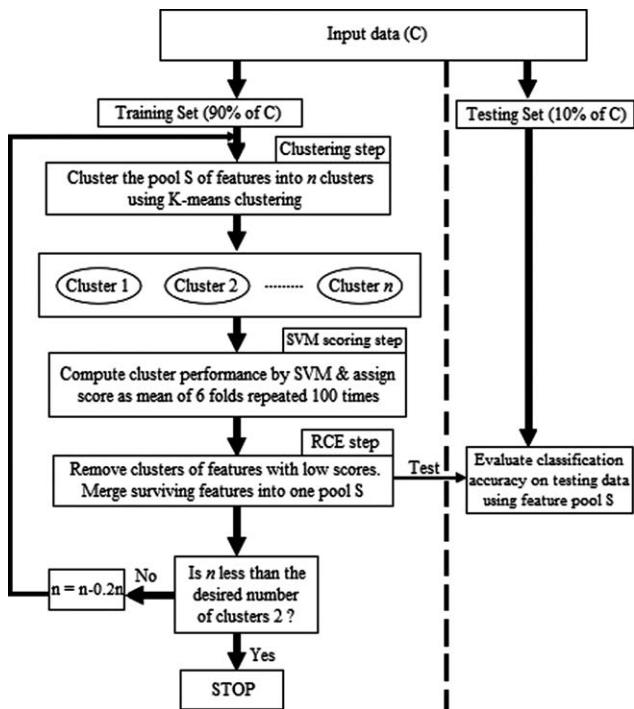 Input data (C)
Training Set (90% of C)
Testing Set (10% of C)
Clustering step
Cluster the pool S of features into n clusters
using K-means clustering
Cluster 1
Cluster 2
---------
Cluster n
SVM scoring step
Compute cluster performance by SVM & assign
score as mean of 6 folds repeated 100 times
RCE step
Remove clusters of features with low scores.
Merge surviving features into one pool S
Test
Evaluate classification
accuracy on testing data
using feature pool S
Is n less than the
desired number
of clusters 2 ?
No
n = n-0.2n
Yes
STOP